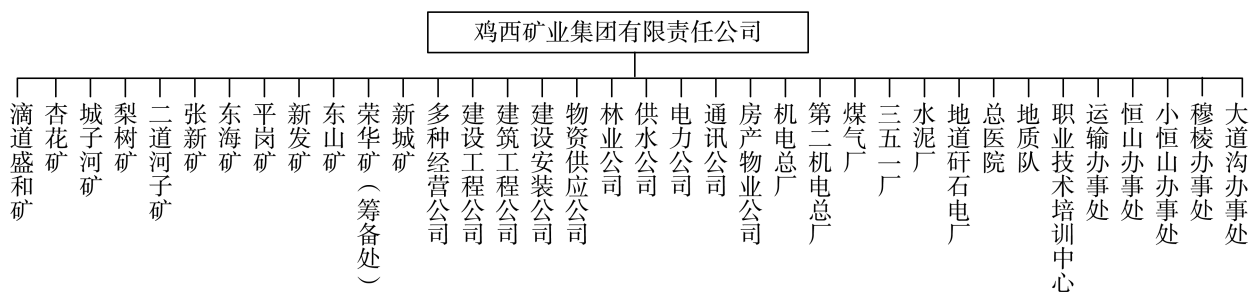 鸡西矿业集团有限责任公司
滴道盛和矿
杏花矿
城子河矿
梨树矿
二道河子矿
张新矿
东海矿
平岗矿
新发矿
东山矿
荣华矿（筹备处）
新城矿
多种经营公司
建设工程公司
建筑工程公司
建设安装公司
物资供应公司
林业公司
供水公司
电力公司
通讯公司
房产物业公司
机电总厂
第二机电总厂
煤气厂
三五一厂
水泥厂
地道矸石电厂
总医院
地质队
职业技术培训中心
运输办事处
恒山办事处
小恒山办事处
穆棱办事处
大道沟办事处